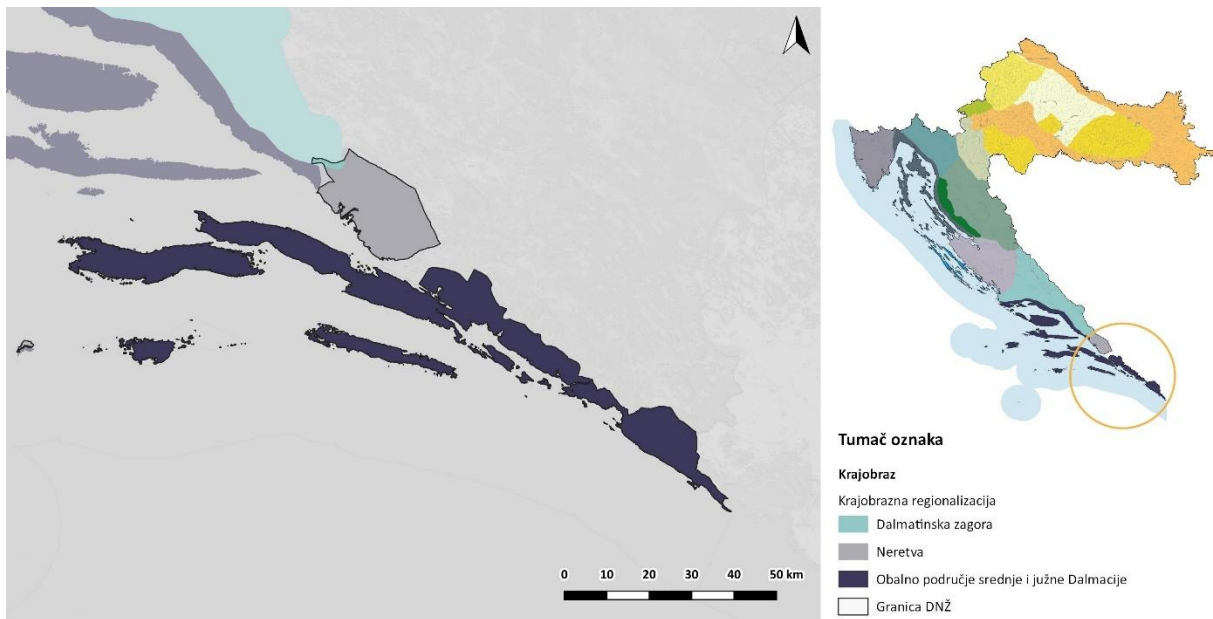 0 10 20 30 40 50 km
Tumač oznaka
Krajobraz
Krajobrazna regionalizacija
Dalmatinska zagora
Neretva
Obalno područje srednje i južne Dalmacije
Granica DNŽ